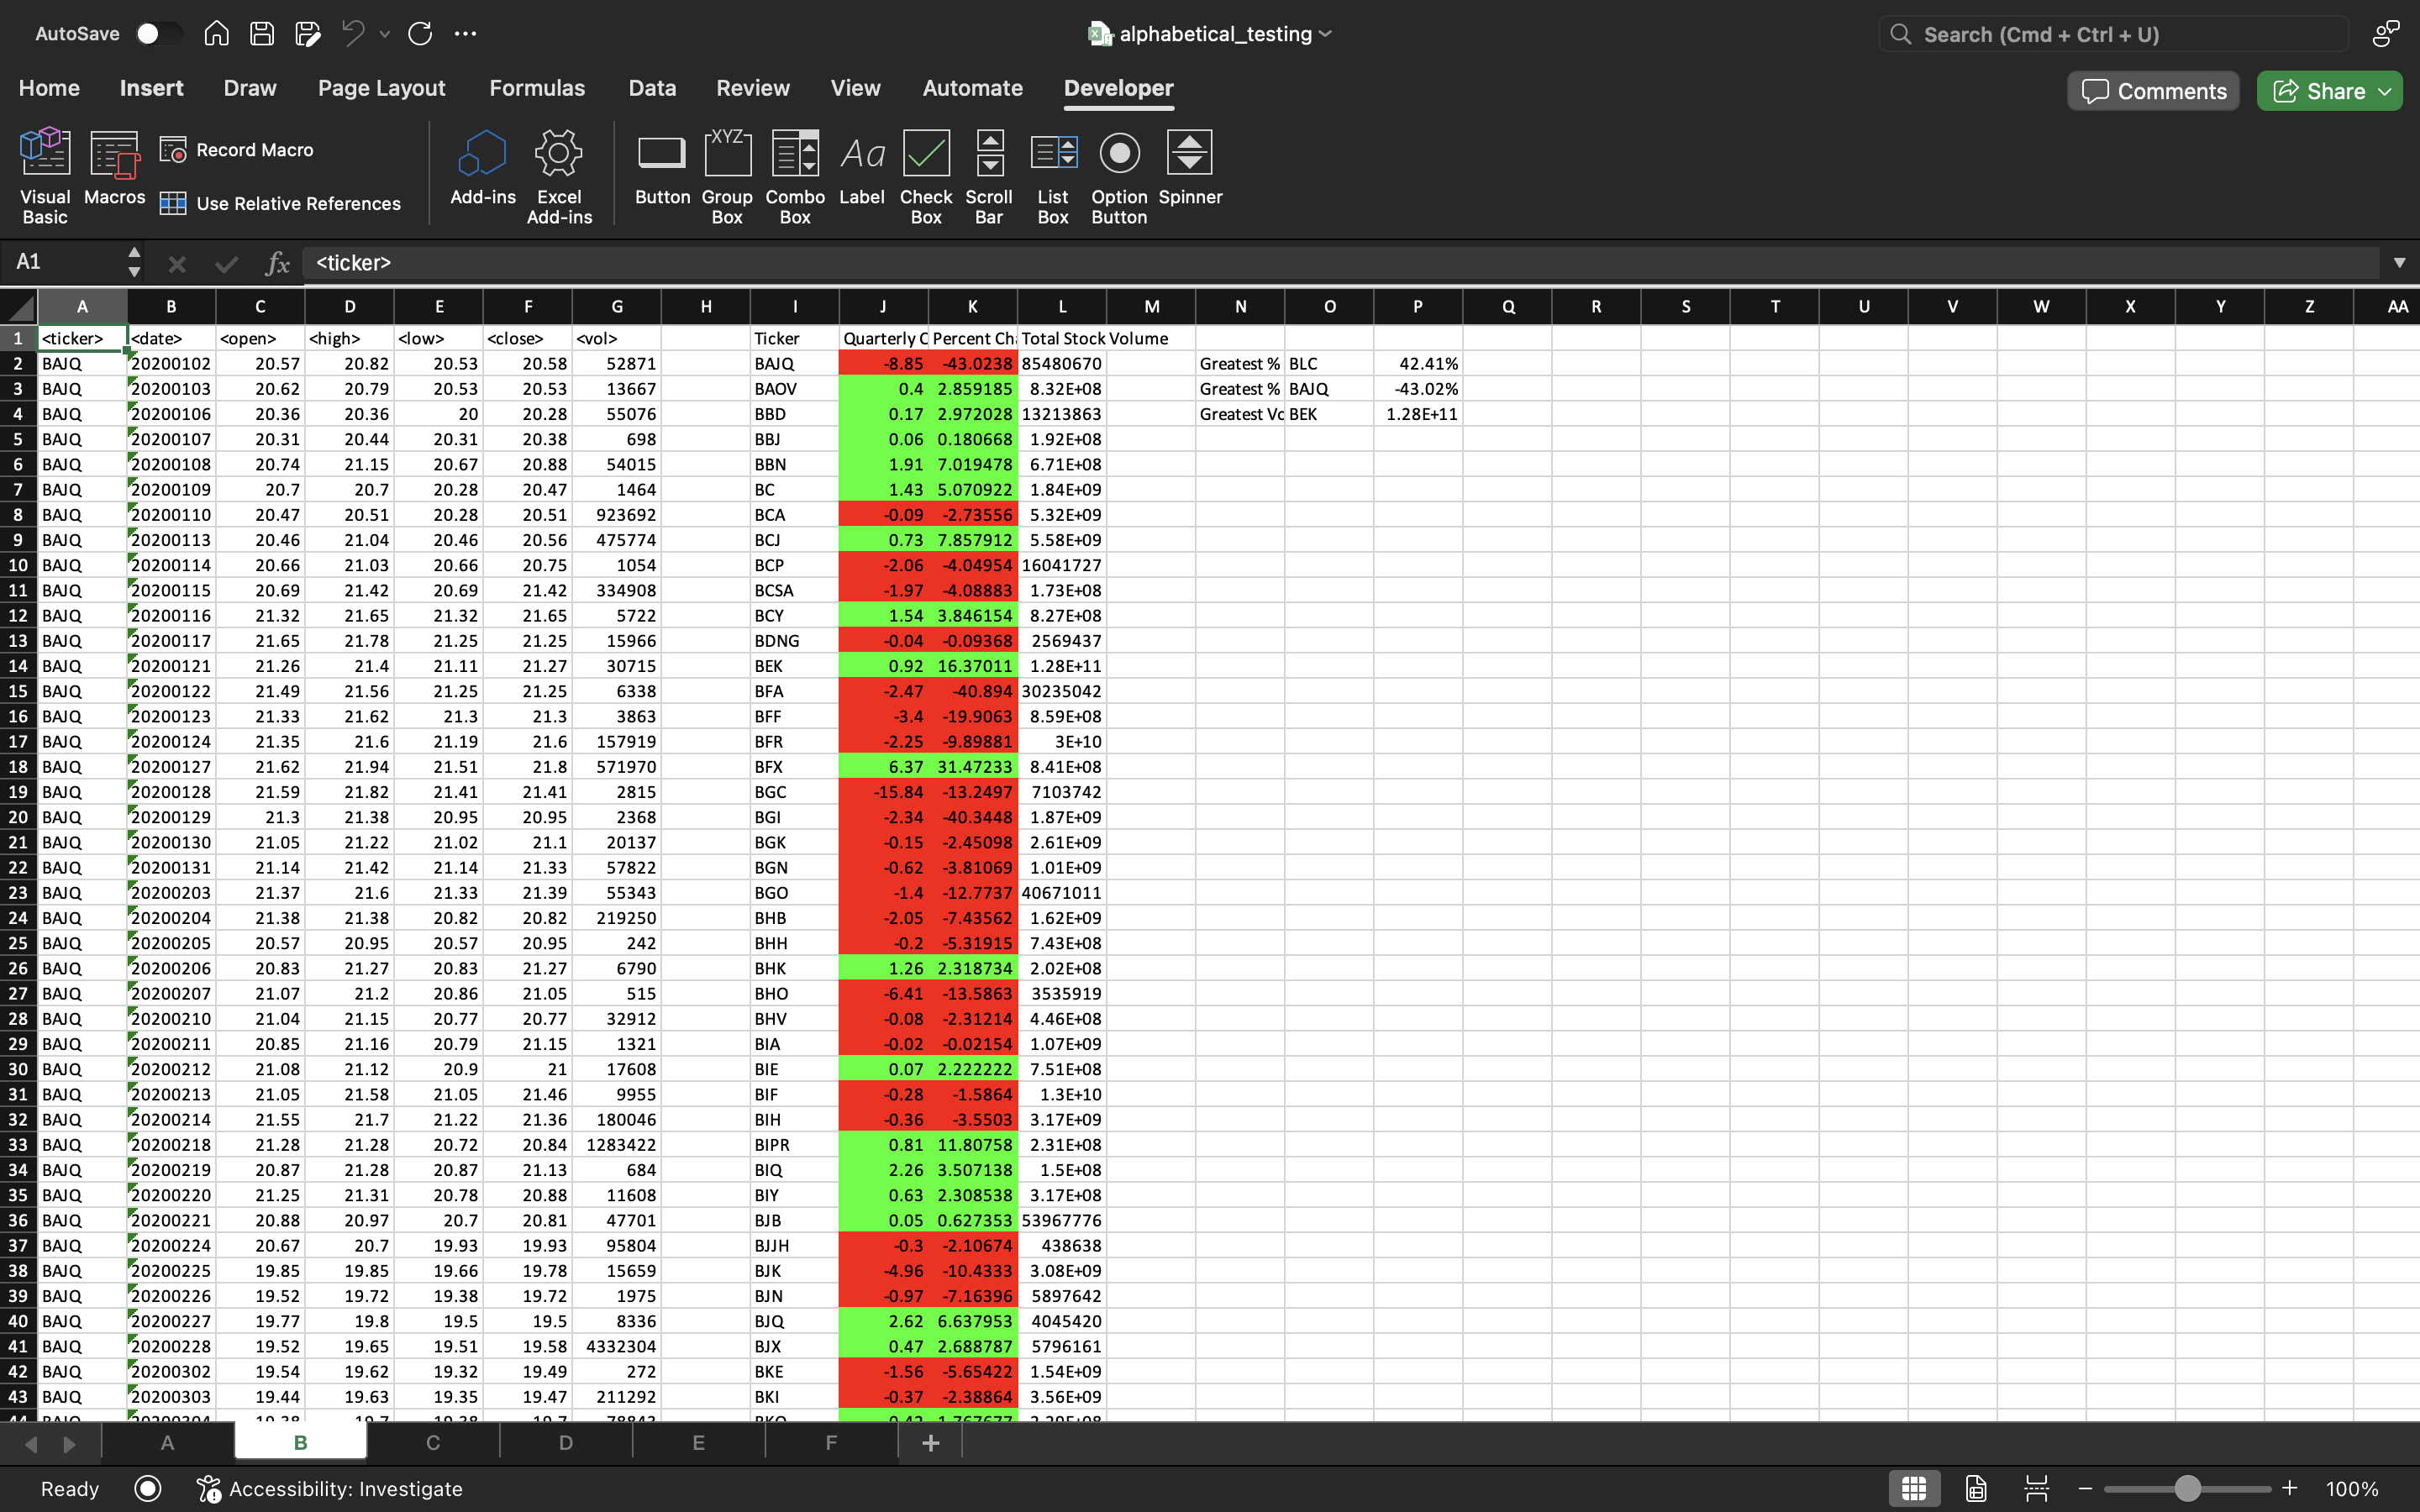 AutoSave
alphabetical_testing
Search (Cmd + Ctrl + U)
Home Insert Draw Page Layout Formulas Data Review View Automate Developer
Comments Share
Visual Basic
Macros
Record Macro
Use Relative References
Add-ins
Excel Add-ins
Button
XYZ
Group Box
Combo Box
Aa
Label
Check Box
Scroll Bar
List Box
Option Button
Spinner
A1 fx <ticker>
A B C D E F G H I J K L M N O P Q R S T U V W X Y Z AA
1 <ticker> <date> <open> <high> <low> <close> <vol> Ticker Quarterly C Percent Ch Total Stock Volume
2 BAJQ 20200102 20.57 20.82 20.53 20.58 52871 BAJQ -8.85 -43.0238 85480670 Greatest % BLC 42.41%
3 BAJQ 20200103 20.62 20.79 20.53 20.53 13667 BAOV 0.4 2.859185 8.32E+08 Greatest % BAJQ -43.02%
4 BAJQ 20200106 20.36 20.36 20 20.28 55076 BBD 0.17 2.972028 13213863 Greatest Vo BEK 1.28E+11
5 BAJQ 20200107 20.31 20.44 20.31 20.38 698 BBJ 0.06 0.180668 1.92E+08
6 BAJQ 20200108 20.74 21.15 20.67 20.88 54015 BBN 1.91 7.019478 6.71E+08
7 BAJQ 20200109 20.7 20.7 20.28 20.47 1464 BC 1.43 5.070922 1.84E+09
8 BAJQ 20200110 20.47 20.51 20.28 20.51 923692 BCA -0.09 -2.73556 5.32E+09
9 BAJQ 20200113 20.46 21.04 20.46 20.56 475774 BCJ 0.73 7.857912 5.58E+09
10 BAJQ 20200114 20.66 21.03 20.66 20.75 1054 BCP -2.06 -4.04954 16041727
11 BAJQ 20200115 20.69 21.42 20.69 21.42 334908 BCSA -1.97 -4.08883 1.73E+08
12 BAJQ 20200116 21.32 21.65 21.32 21.65 5722 BCY 1.54 3.846154 8.27E+08
13 BAJQ 20200117 21.65 21.78 21.25 21.25 15966 BDNG -0.04 -0.09368 2569437
14 BAJQ 20200121 21.26 21.4 21.11 21.27 30715 BEK 0.92 16.37011 1.28E+11
15 BAJQ 20200122 21.49 21.56 21.25 21.25 6338 BFA -2.47 -40.894 30235042
16 BAJQ 20200123 21.33 21.62 21.3 21.3 3863 BFF -3.4 -19.9063 8.59E+08
17 BAJQ 20200124 21.35 21.6 21.19 21.6 157919 BFR -2.25 -9.89881 3E+10
18 BAJQ 20200127 21.62 21.94 21.51 21.8 571970 BFX 6.37 31.47233 8.41E+08
19 BAJQ 20200128 21.59 21.82 21.41 21.41 2815 BGC -15.84 -13.2497 7103742
20 BAJQ 20200129 21.3 21.38 20.95 20.95 2368 BGI -2.34 -40.3448 1.87E+09
21 BAJQ 20200130 21.05 21.22 21.02 21.1 20137 BGK -0.15 -2.45098 2.61E+09
22 BAJQ 20200131 21.14 21.42 21.14 21.33 57822 BGN -0.62 -3.81069 1.01E+09
23 BAJQ 20200203 21.37 21.6 21.33 21.39 55343 BGO -1.4 -12.7737 40671011
24 BAJQ 20200204 21.38 21.38 20.82 20.82 219250 BHB -2.05 -7.43562 1.62E+09
25 BAJQ 20200205 20.57 20.95 20.57 20.95 242 BHH -0.2 -5.31915 7.43E+08
26 BAJQ 20200206 20.83 21.27 20.83 21.27 6790 BHK 1.26 2.318734 2.02E+08
27 BAJQ 20200207 21.07 21.2 20.86 21.05 515 BHO -6.41 -13.5863 3535919
28 BAJQ 20200210 21.04 21.15 20.77 20.77 32912 BHV -0.08 -2.31214 4.46E+08
29 BAJQ 20200211 20.85 21.16 20.79 21.15 1321 BIA -0.02 -0.02154 1.07E+09
30 BAJQ 20200212 21.08 21.12 20.9 21 17608 BIE 0.07 2.222222 7.51E+08
31 BAJQ 20200213 21.05 21.58 21.05 21.46 9955 BIF -0.28 -1.5864 1.3E+10
32 BAJQ 20200214 21.55 21.7 21.22 21.36 180046 BIH -0.36 -3.5503 3.17E+09
33 BAJQ 20200218 21.28 21.28 20.72 20.84 1283422 BIPR 0.81 11.80758 2.31E+08
34 BAJQ 20200219 20.87 21.28 20.87 21.13 684 BIQ 2.26 3.507138 1.5E+08
35 BAJQ 20200220 21.25 21.31 20.78 20.88 11608 BIY 0.63 2.308538 3.17E+08
36 BAJQ 20200221 20.88 20.97 20.7 20.81 47701 BJB 0.05 0.627353 53967776
37 BAJQ 20200224 20.67 20.7 19.93 19.93 95804 BJJH -0.3 -2.10674 438638
38 BAJQ 20200225 19.85 19.85 19.66 19.78 15659 BJK -4.96 -10.4333 3.08E+09
39 BAJQ 20200226 19.52 19.72 19.38 19.72 1975 BJN -0.97 -7.16396 5897642
40 BAJQ 20200227 19.77 19.8 19.5 19.5 8336 BJQ 2.62 6.637953 4045420
41 BAJQ 20200228 19.52 19.65 19.51 19.58 4332304 BJX 0.47 2.688787 5796161
42 BAJQ 20200302 19.54 19.62 19.32 19.49 272 BKE -1.56 -5.65422 1.54E+09
43 BAJQ 20200303 19.44 19.63 19.35 19.47 211292 BKI -0.37 -2.38864 3.56E+09
A B C D E F +
Ready Accessibility: Investigate 100%